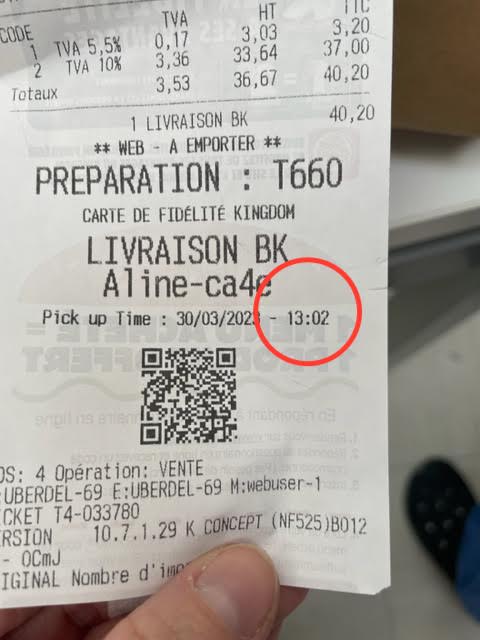 CODE TVA HT TTC
1 TVA 5,5% 0,17 3,03 3,20
2 TVA 10% 3,36 33,64 37,00
Totaux 3,53 36,67 40,20
1 LIVRAISON BK 40,20
** WEB - A EMPORTER **
PREPARATION : T660
CARTE DE FIDÉLITÉ KINGDOM
LIVRAISON BK
Aline-ca4e
Pick up Time : 30/03/2023 - 13:02
OS: 4 Opération: VENTE
:UBERDEL-69 E:UBERDEL-69 M:webuser-1
ICKET T4-033780
ERSION 10.7.1.29 K CONCEPT (NF525)B012
- OCmJ
IGINAL Nombre d'im